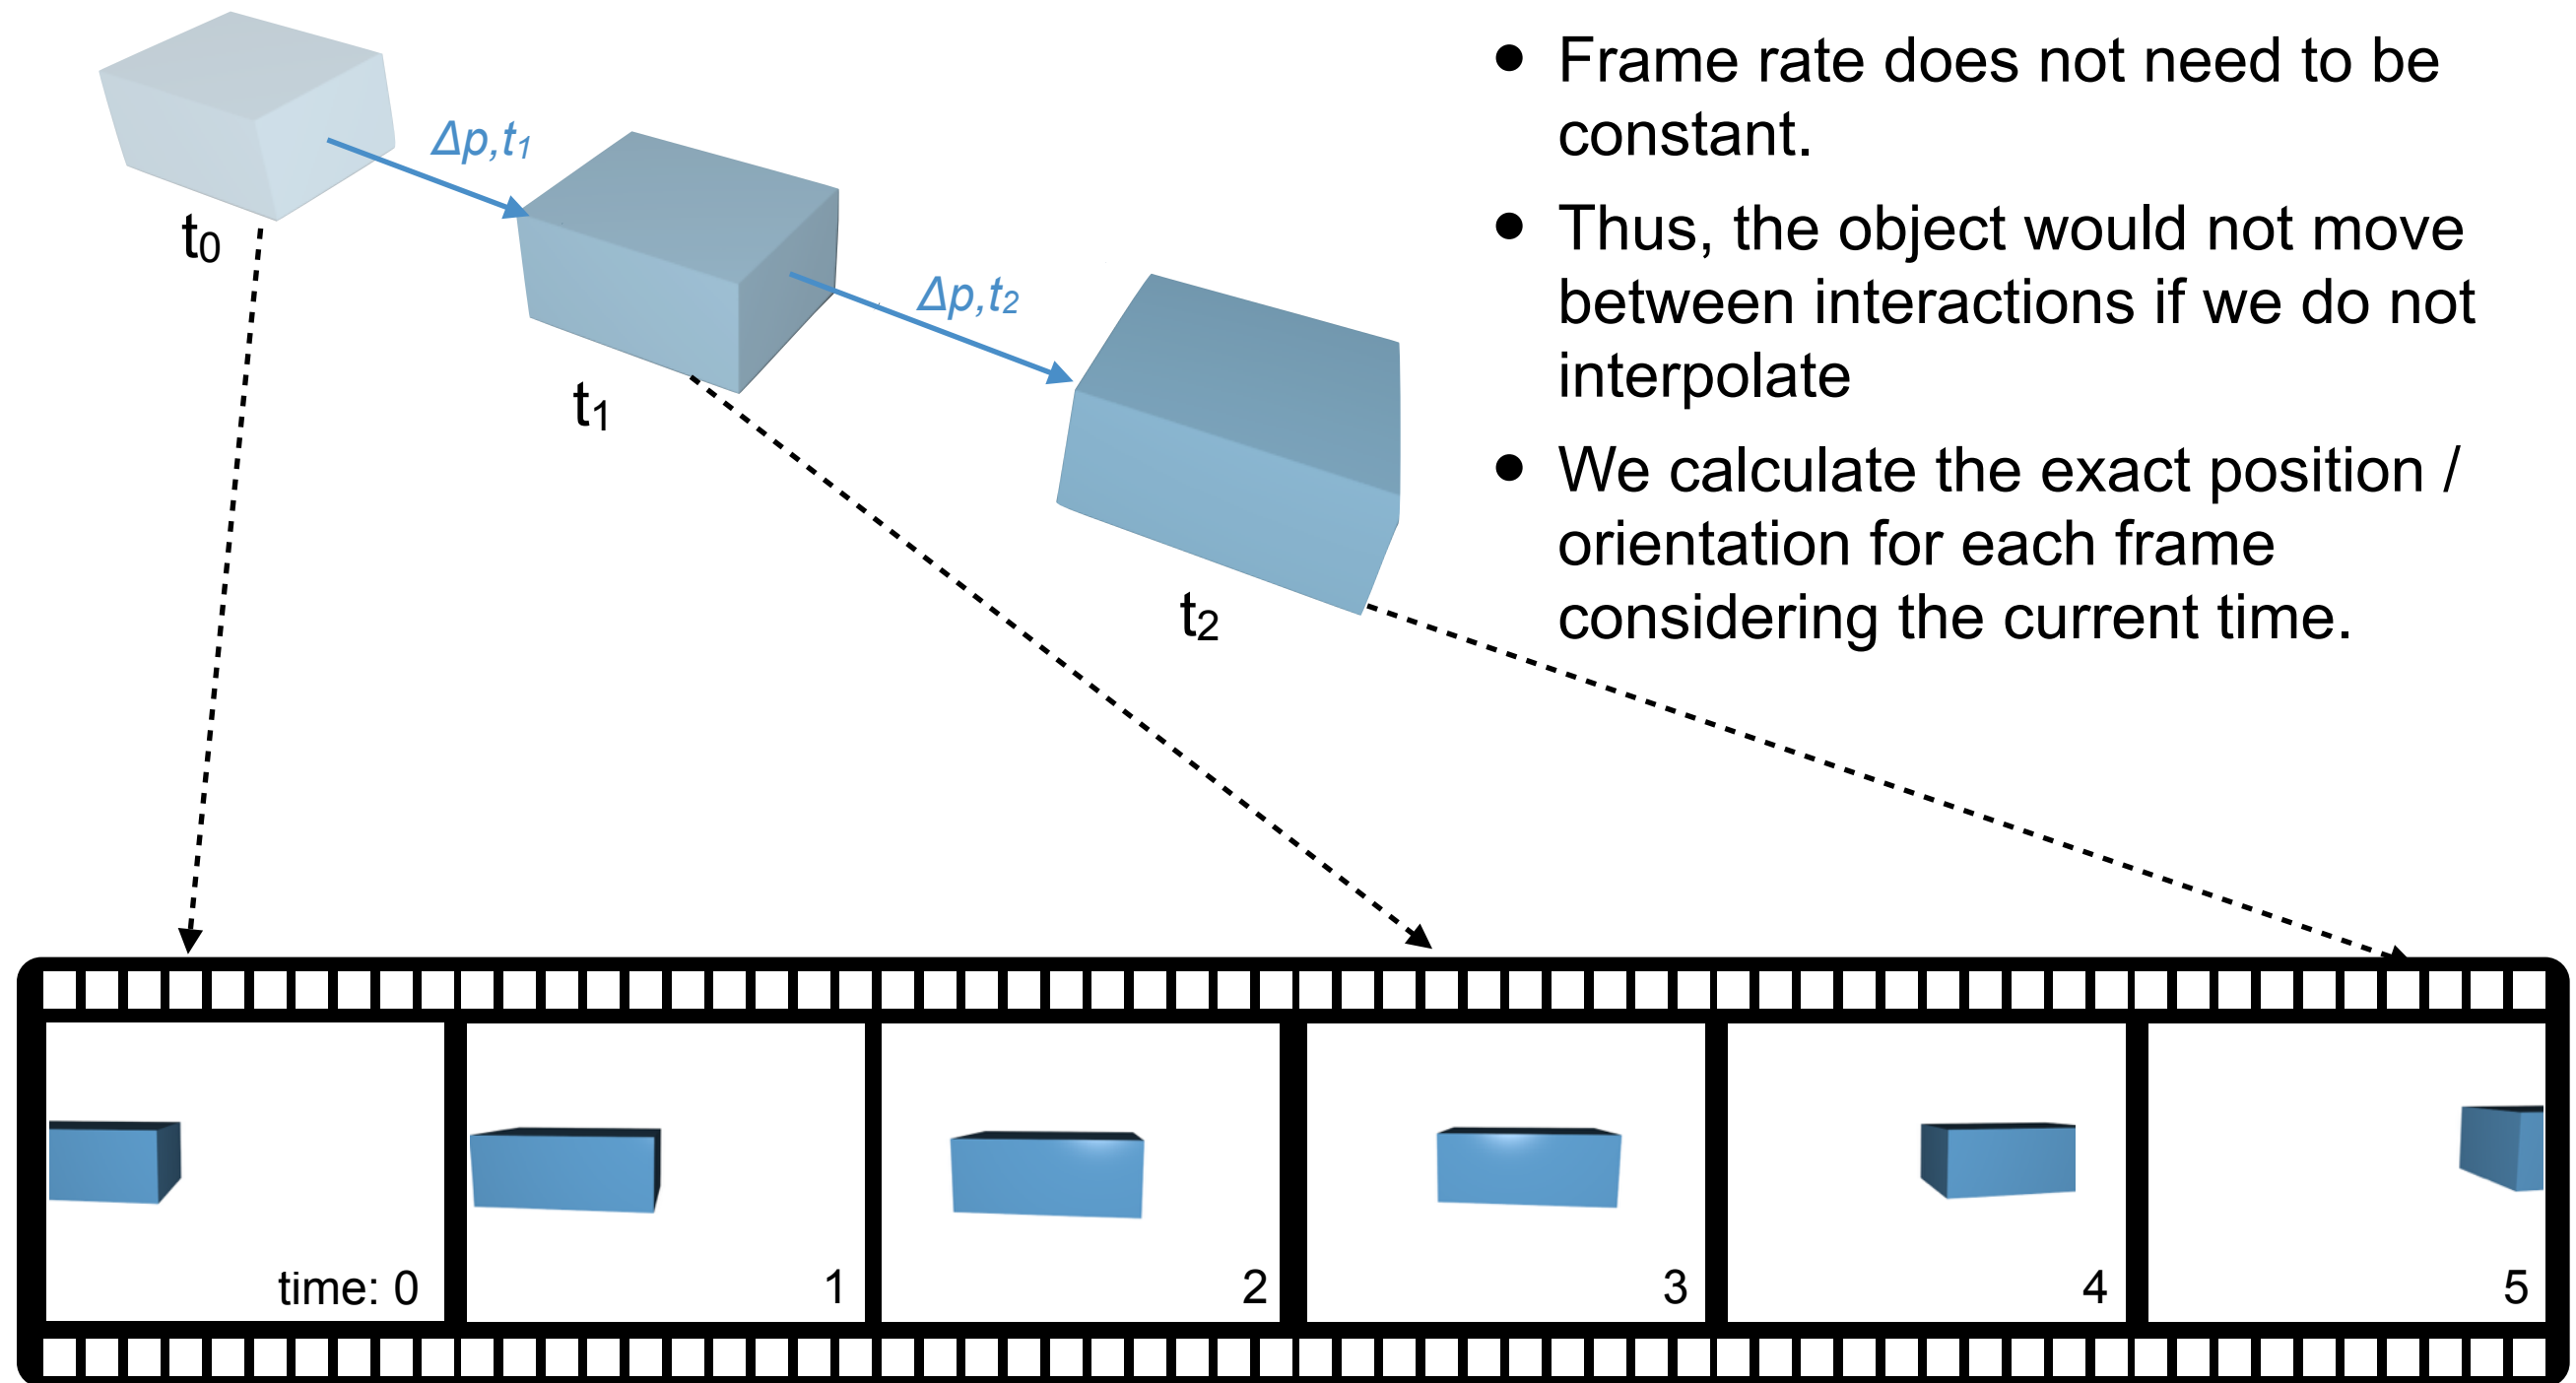 • Frame rate does not need to be
constant.
• Thus, the object would not move
between interactions if we do not
interpolate
• We calculate the exact position /
orientation for each frame
considering the current time.
Δp,t₁
t₀
Δp,t₂
t₁
t₂
time: 0
1
2
3
4
5